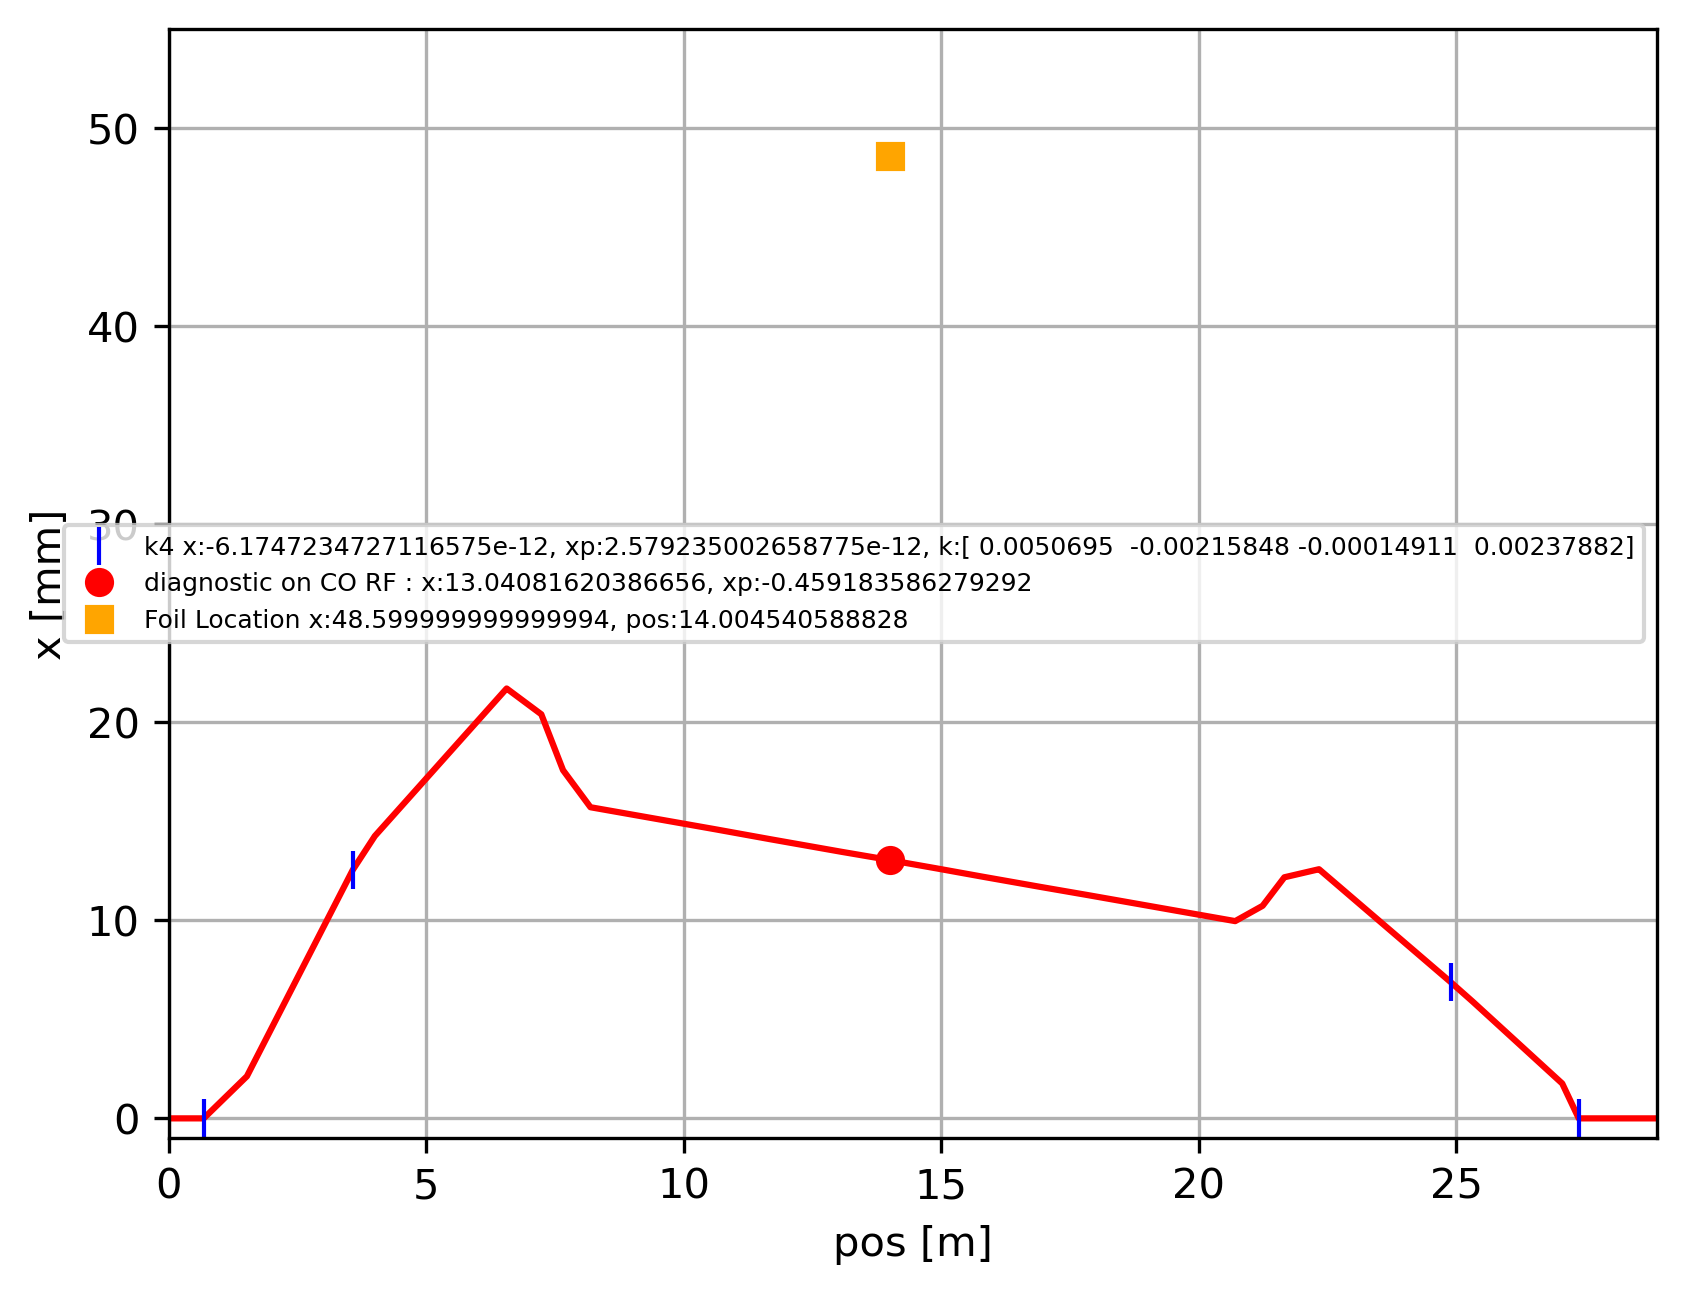 50
40
30
20
10
0
x [mm]
k4 x:-6.1747234727116575e-12, xp:2.579235002658775e-12, k:[ 0.0050695  -0.00215848 -0.00014911  0.00237882]
diagnostic on CO RF : x:13.04081620386656, xp:-0.459183586279292
Foil Location x:48.599999999999994, pos:14.004540588828
0 5 10 15 20 25
pos [m]